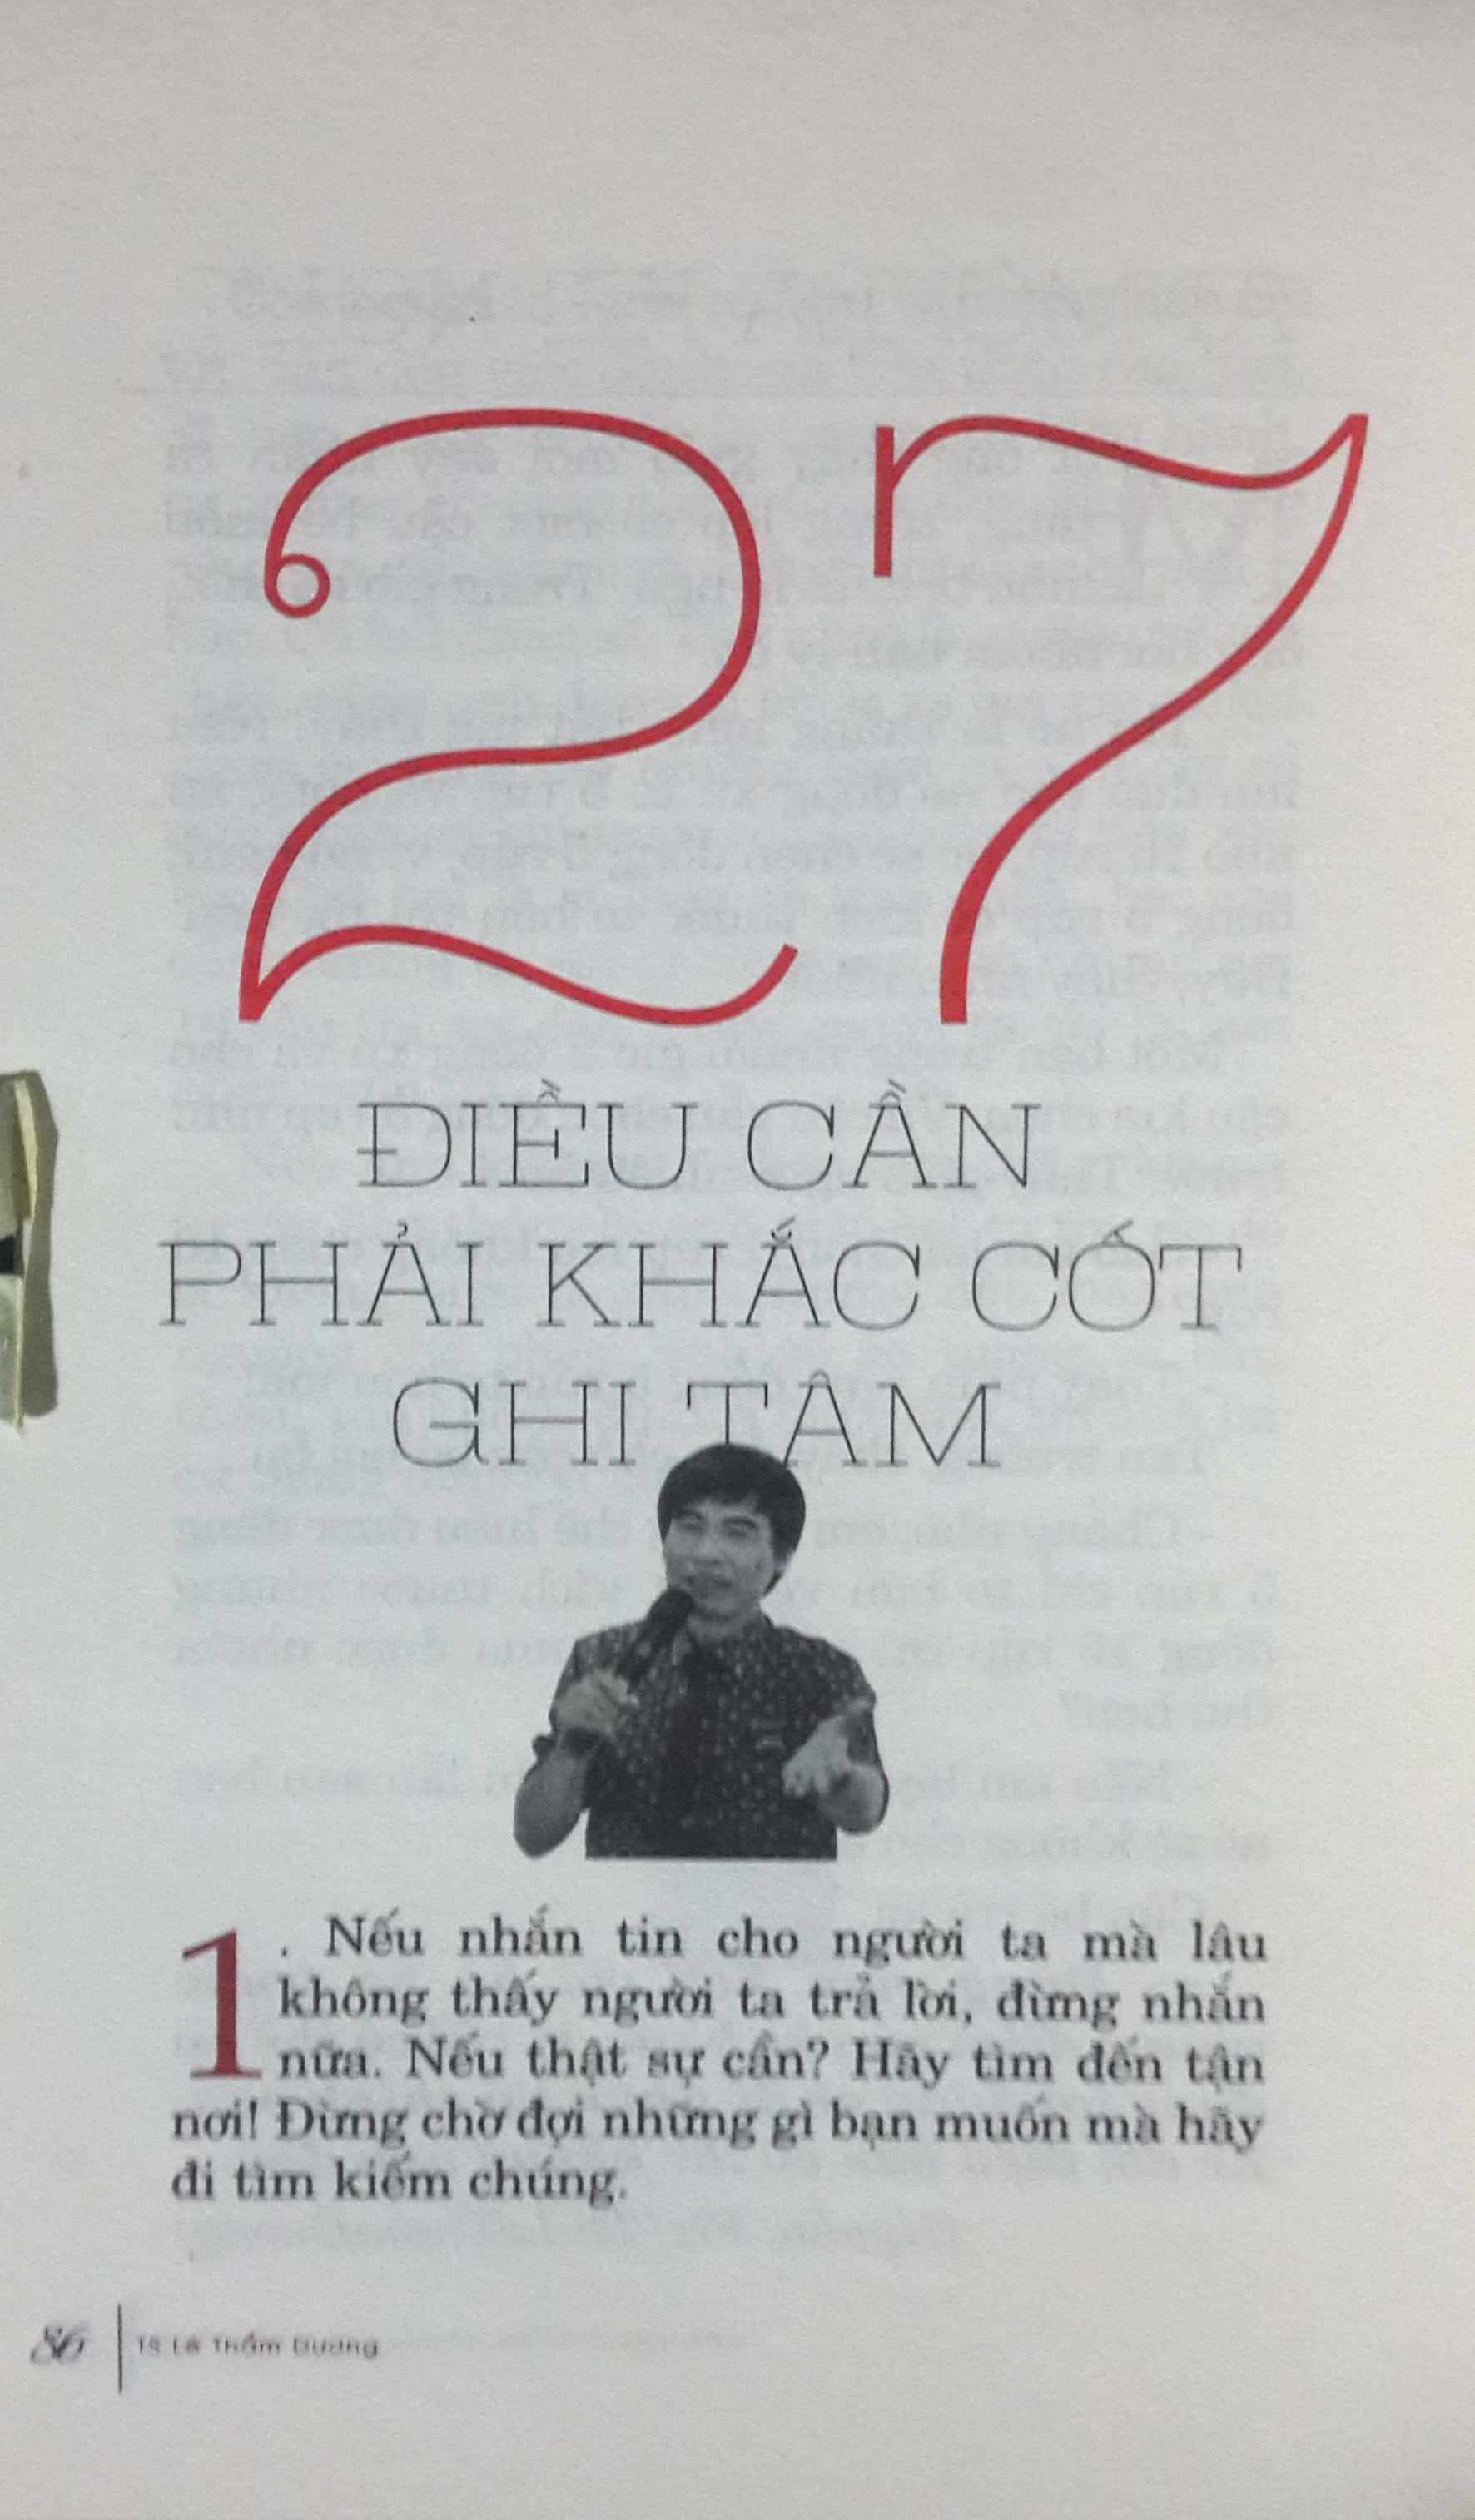 27
ĐIỀU CẦN
PHẢI KHẮC CỐT
GHI TÂM
1. Nếu nhắn tin cho người ta mà lâu
không thấy người ta trả lời, đừng nhắn
nữa. Nếu thật sự cần? Hãy tìm đến tận
nơi! Đừng chờ đợi những gì bạn muốn mà hãy
đi tìm kiếm chúng.
86 | TS Lê Thẩm Dương